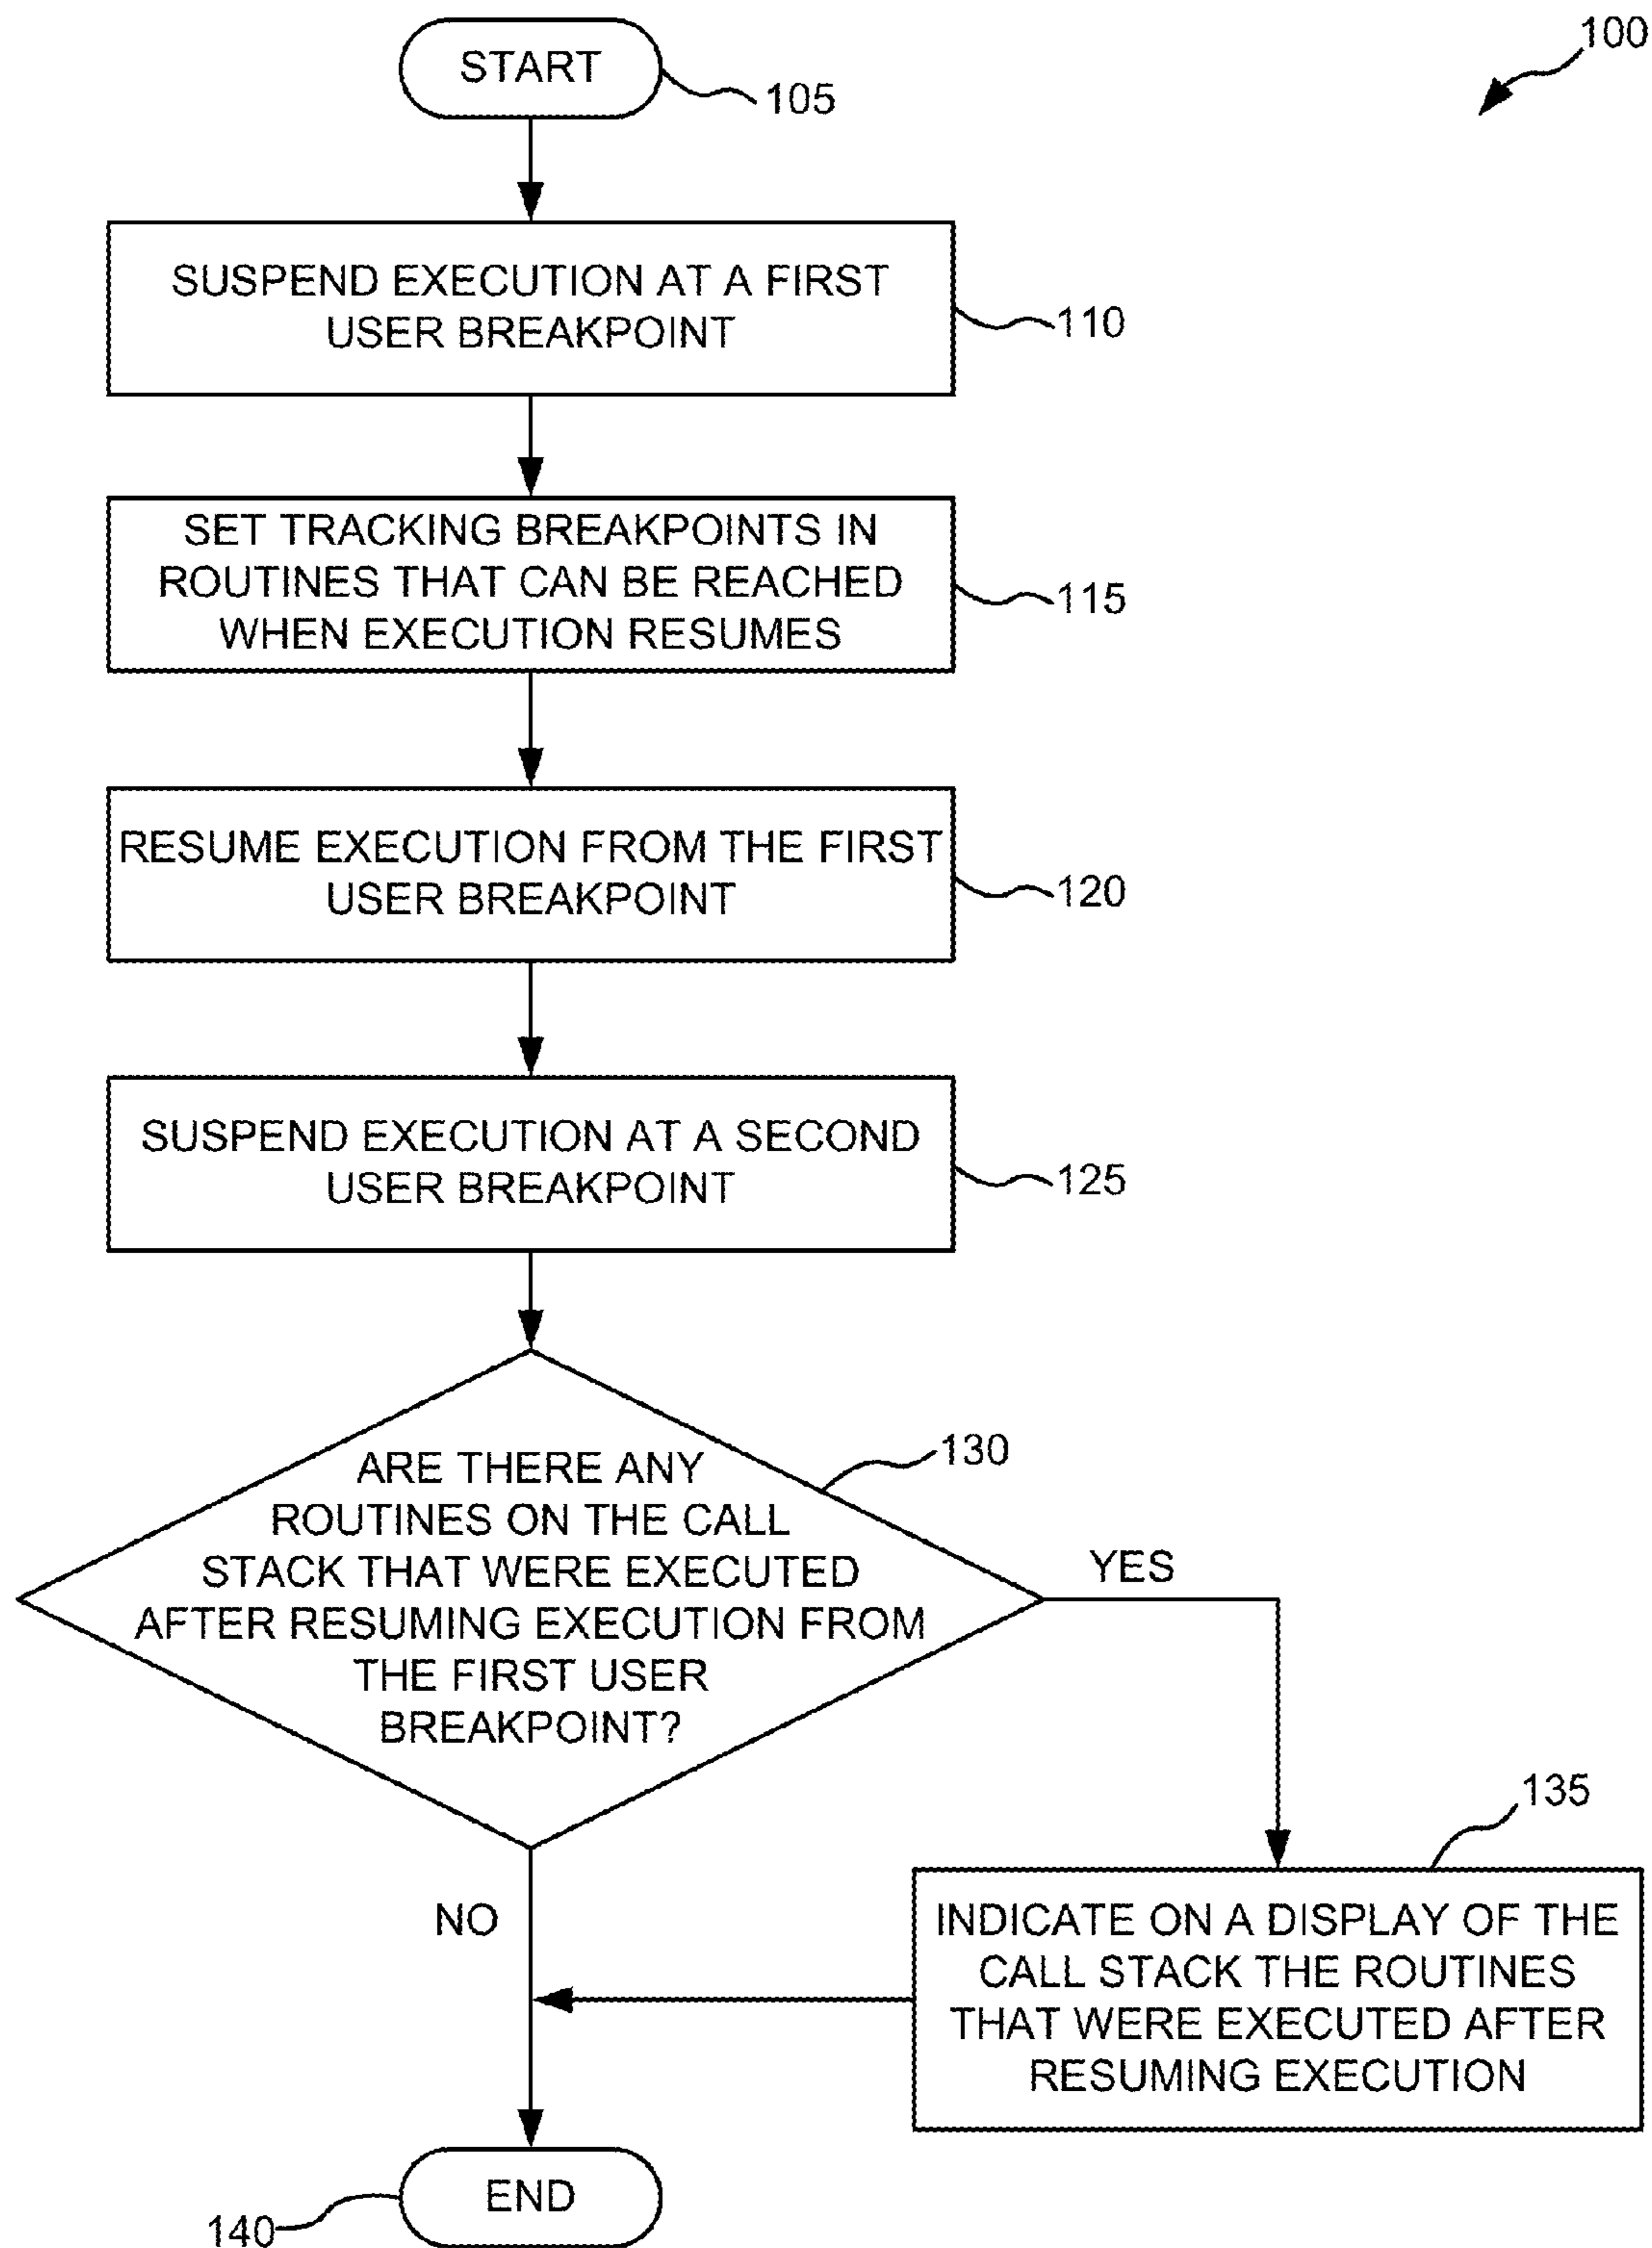 100
START
105
SUSPEND EXECUTION AT A FIRST
USER BREAKPOINT
110
SET TRACKING BREAKPOINTS IN
ROUTINES THAT CAN BE REACHED
WHEN EXECUTION RESUMES
115
RESUME EXECUTION FROM THE FIRST
USER BREAKPOINT
120
SUSPEND EXECUTION AT A SECOND
USER BREAKPOINT
125
ARE THERE ANY
ROUTINES ON THE CALL
STACK THAT WERE EXECUTED
AFTER RESUMING EXECUTION FROM
THE FIRST USER
BREAKPOINT?
130
YES
135
NO
INDICATE ON A DISPLAY OF THE
CALL STACK THE ROUTINES
THAT WERE EXECUTED AFTER
RESUMING EXECUTION
END
140